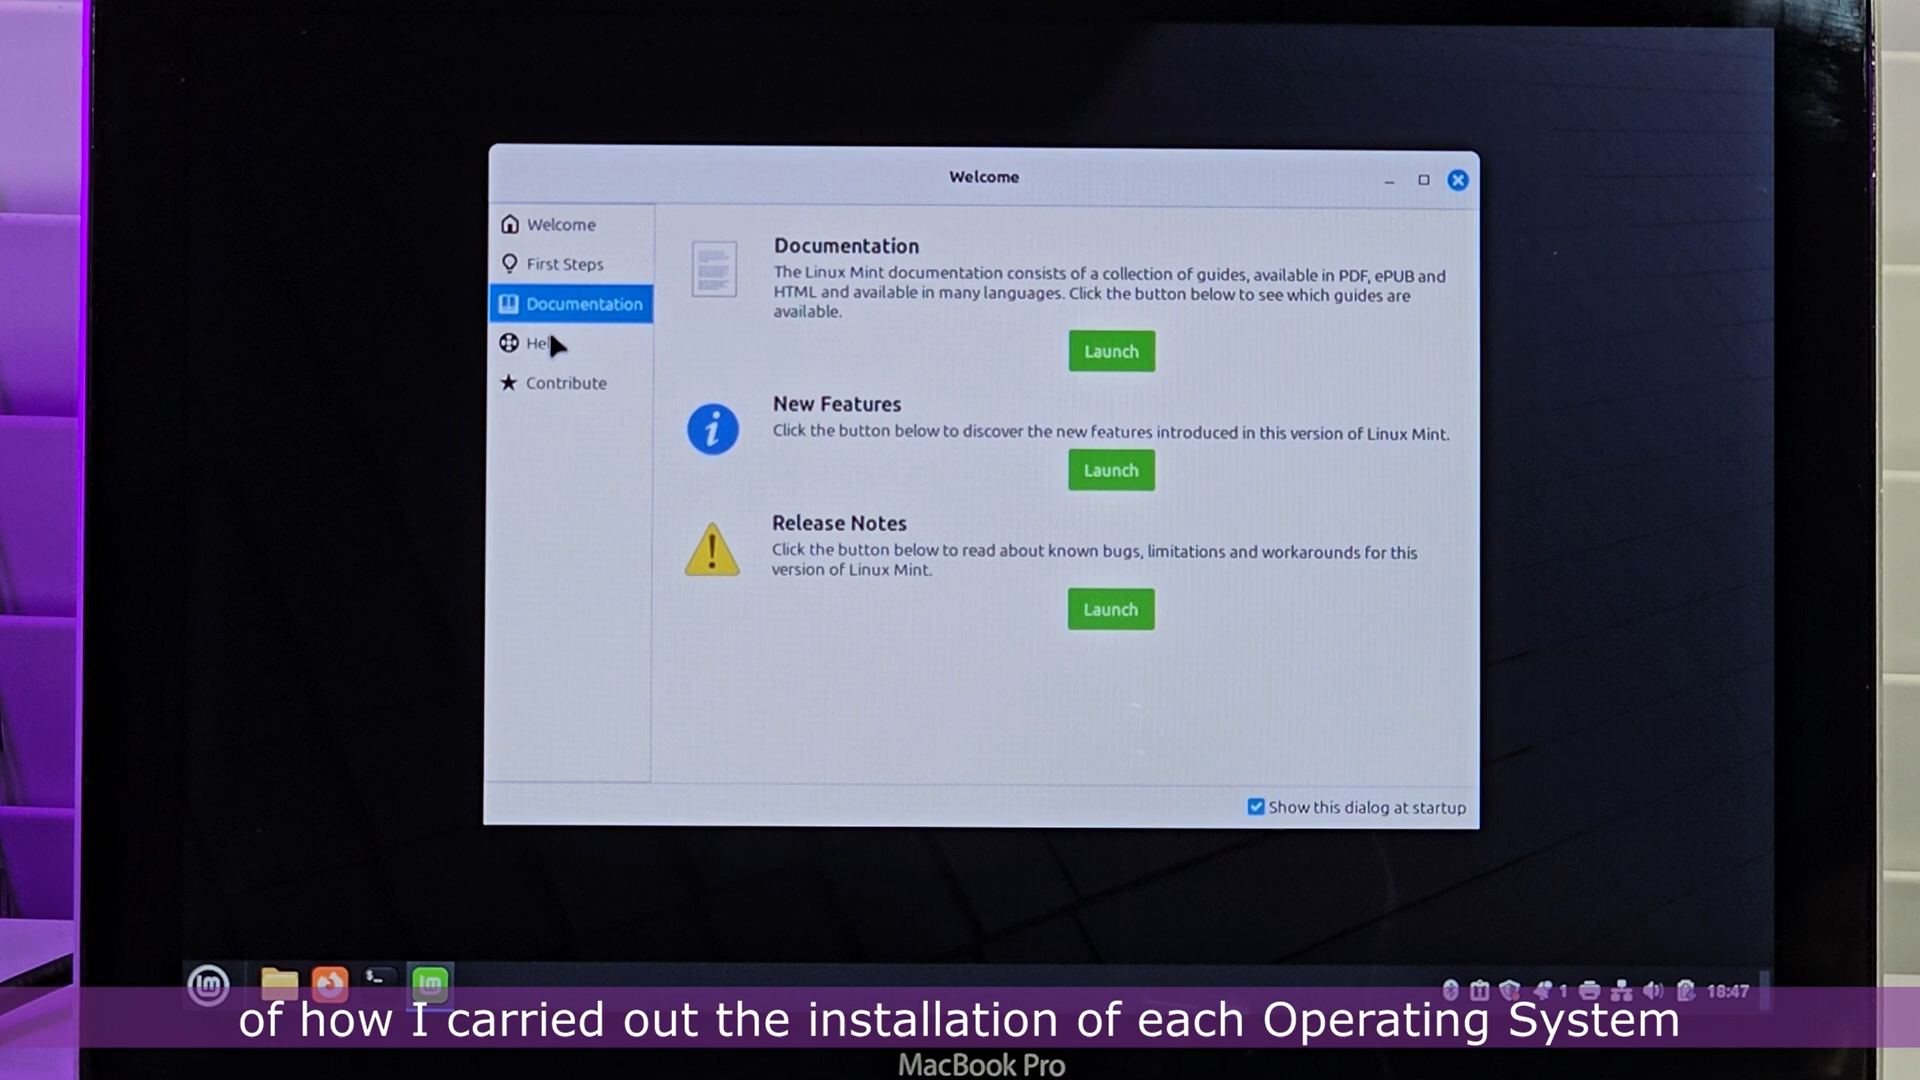 Welcome
Welcome
First Steps
Documentation
Contribute
Documentation
The Linux Mint documentation consists of a collection of guides, available in PDF, ePUB and
HTML and available in many languages. Click the button below to see which guides are
available.
Launch
New Features
Click the button below to discover the new features introduced in this version of Linux Mint.
Launch
Release Notes
Click the button below to read about known bugs, limitations and workarounds for this
version of Linux Mint.
Launch
Show this dialog at startup
1 18:47
of how I carried out the installation of each Operating System
MacBook Pro